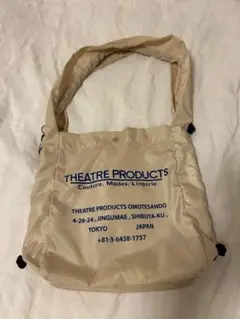 THEATRE PRODUCTS
Couture, Modes, Lingerie
THEATRE PRODUCTS OMOTESANDO
4-26-24, JINGUMAE, SHIBUYA-KU,
TOKYO JAPAN
+81-3-6438-1757